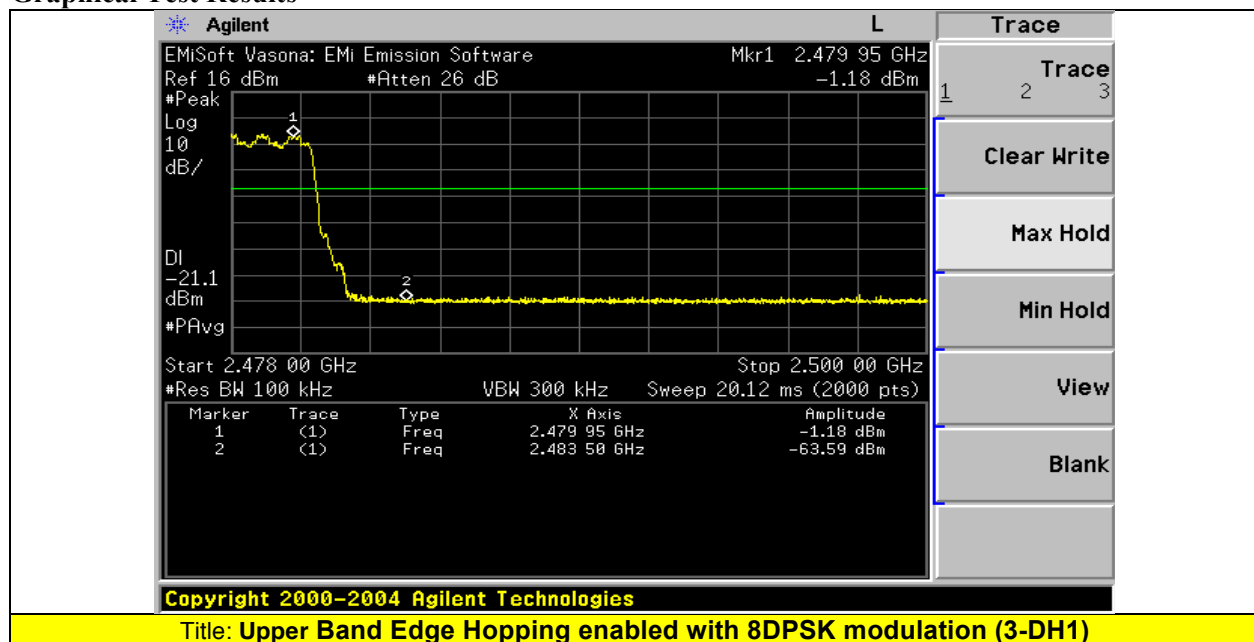 Graphical Test Results
Agilent L Trace
EMiSoft Vasona: EMi Emission Software Mkr1 2.479 95 GHz
Ref 16 dBm #Atten 26 dB -1.18 dBm
#Peak
Log
10
dB/
1
DI
-21.1
dBm
2
#PAvg
Start 2.478 00 GHz Stop 2.500 00 GHz
#Res BW 100 kHz VBW 300 kHz Sweep 20.12 ms (2000 pts)
Marker Trace Type X Axis Amplitude
1 (1) Freq 2.479 95 GHz -1.18 dBm
2 (1) Freq 2.483 50 GHz -63.59 dBm
Trace
1 2 3
Clear Write
Max Hold
Min Hold
View
Blank
Copyright 2000-2004 Agilent Technologies
Title: Upper Band Edge Hopping enabled with 8DPSK modulation (3-DH1)